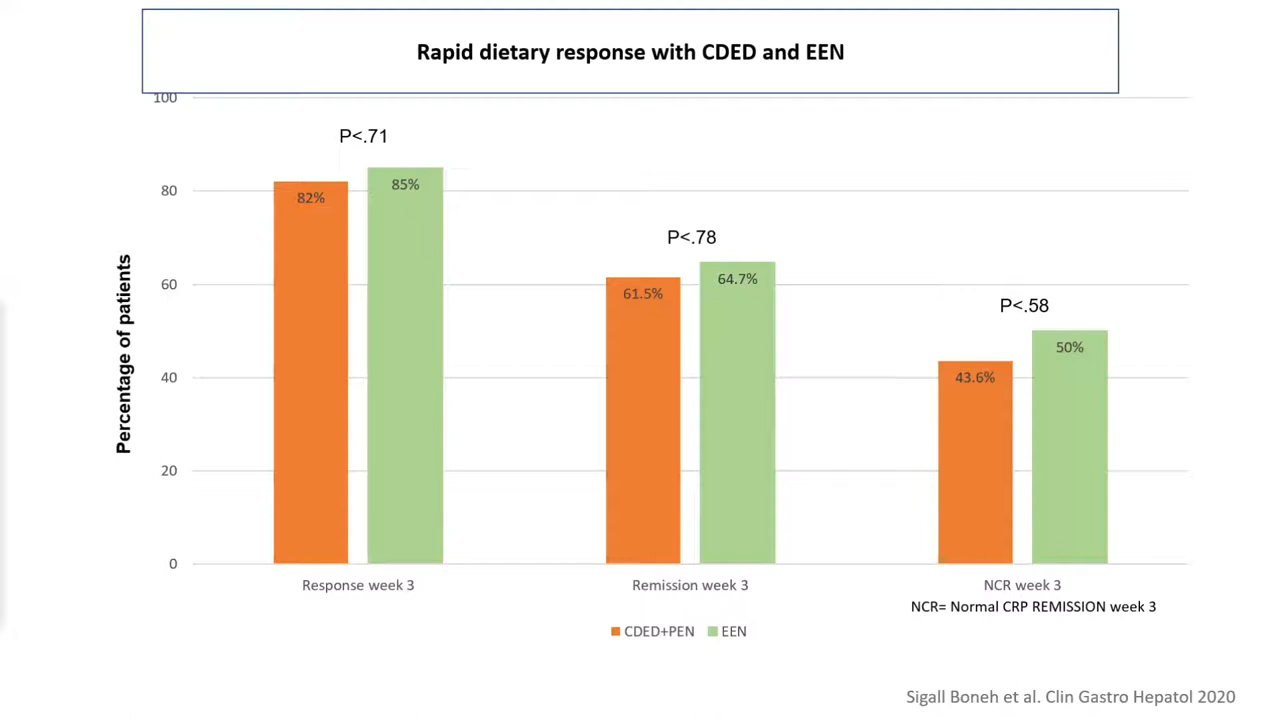 Rapid dietary response with CDED and EEN
100
P<.71
82%
85%
80
P<.78
61.5%
64.7%
60
P<.58
43.6%
50%
40
20
0
Percentage of patients
Response week 3
Remission week 3
NCR week 3
NCR= Normal CRP REMISSION week 3
CDED+PEN
EEN
Sigall Boneh et al. Clin Gastro Hepatol 2020